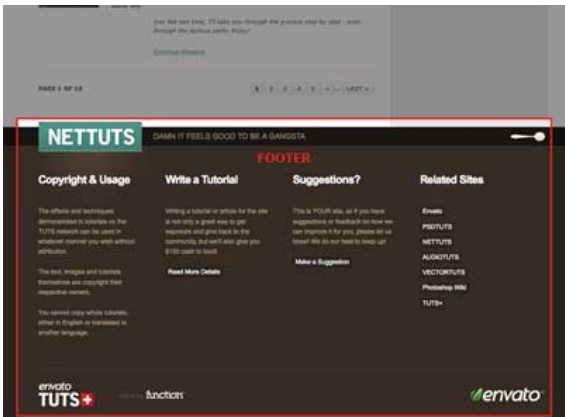 Just like last time, I'll take you through the process step by step - even
through the tedious parts. Enjoy!
Continue Reading
PAGE 1 OF 10
1 2 3 4 5 » ... LAST »
NETTUTS
DAMN IT FEELS GOOD TO BE A GANGSTA
FOOTER
Copyright & Usage
The effects and techniques
demonstrated in tutorials on the
TUTS network can be used in
whatever manner you wish without
attribution.
The text, images and tutorials
themselves are copyright their
respective owners.
You cannot copy whole tutorials,
either in English or translated to
another language.
Write a Tutorial
Writing a tutorial or article for the site
is not only a great way to get
exposure and give back to the
community, but we'll also give you
$150 cash to boot!
Read More Details
Suggestions?
This is YOUR site, so if you have
suggestions or feedback on how we
can improve it for you, please let us
know! We do our best to keep up!
Make a Suggestion
Related Sites
Envato
PSDTUTS
NETTUTS
AUDIOTUTS
VECTORTUTS
Photoshop Wiki
TUTS+
envato
TUTS+
function
envato